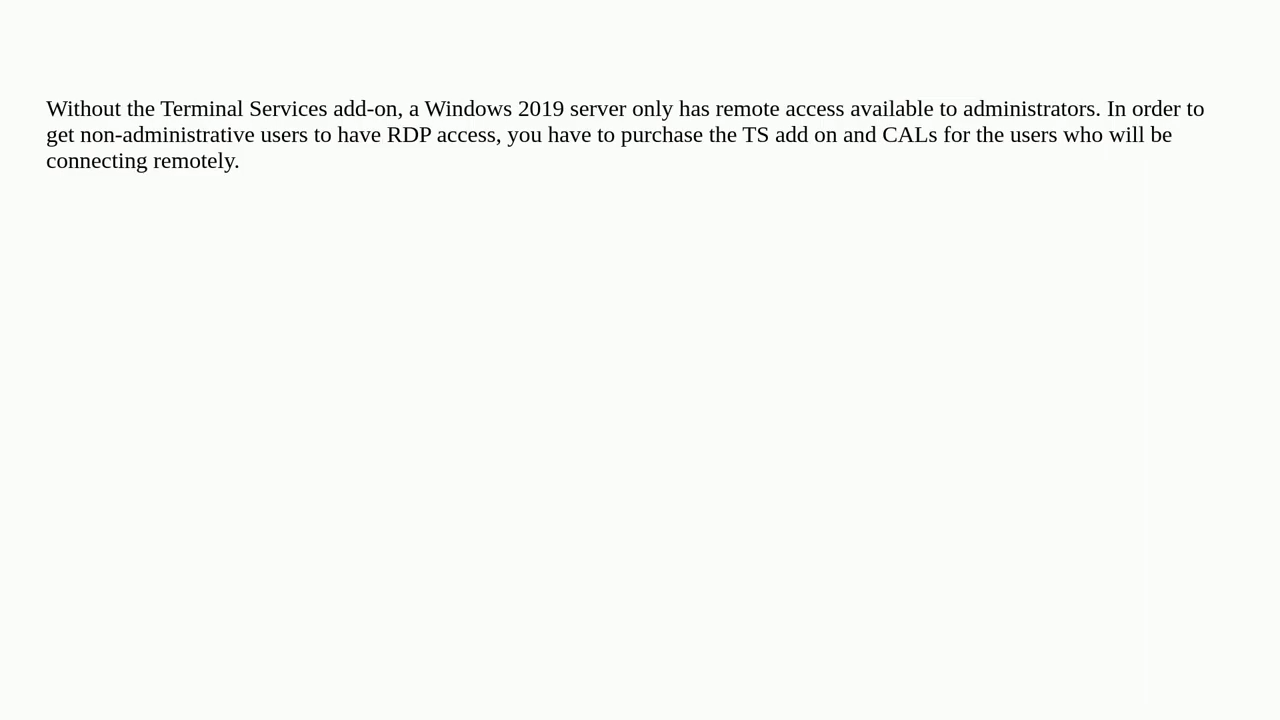 Without the Terminal Services add-on, a Windows 2019 server only has remote access available to administrators. In order to
get non-administrative users to have RDP access, you have to purchase the TS add on and CALs for the users who will be
connecting remotely.